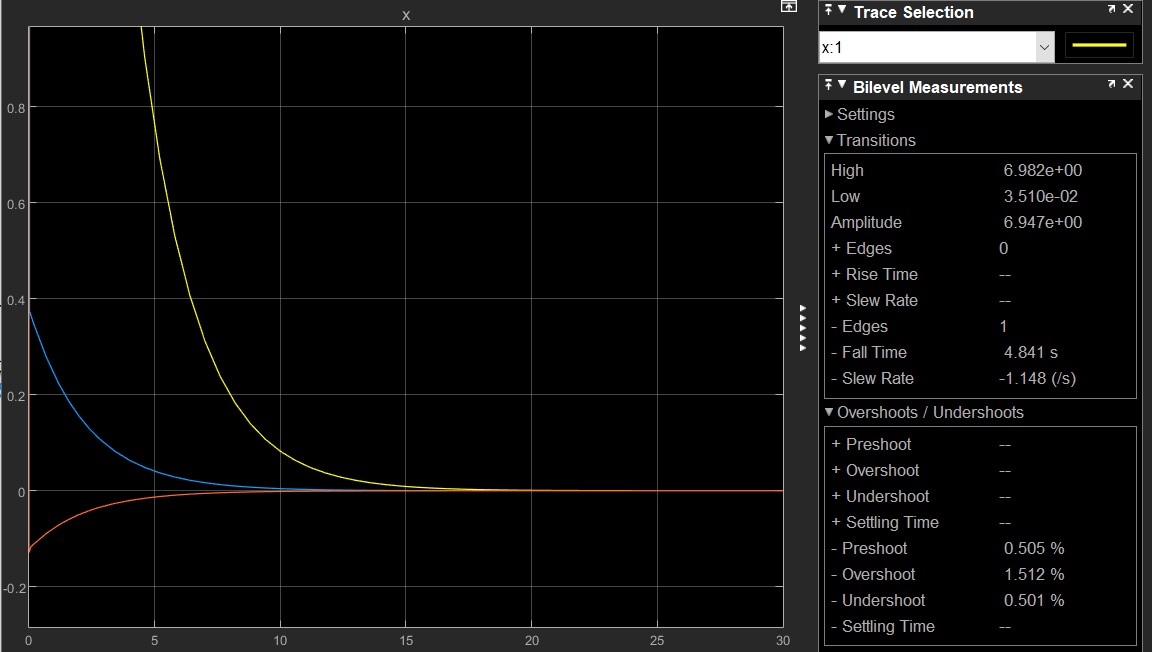 x
0.8
0.6
0.4
0.2
0
-0.2
0 5 10 15 20 25 30
Trace Selection
x:1
Bilevel Measurements
Settings
Transitions
High 6.982e+00
Low 3.510e-02
Amplitude 6.947e+00
+ Edges 0
+ Rise Time --
+ Slew Rate --
- Edges 1
- Fall Time 4.841 s
- Slew Rate -1.148 (/s)
Overshoots / Undershoots
+ Preshoot --
+ Overshoot --
+ Undershoot --
+ Settling Time --
- Preshoot 0.505 %
- Overshoot 1.512 %
- Undershoot 0.501 %
- Settling Time --